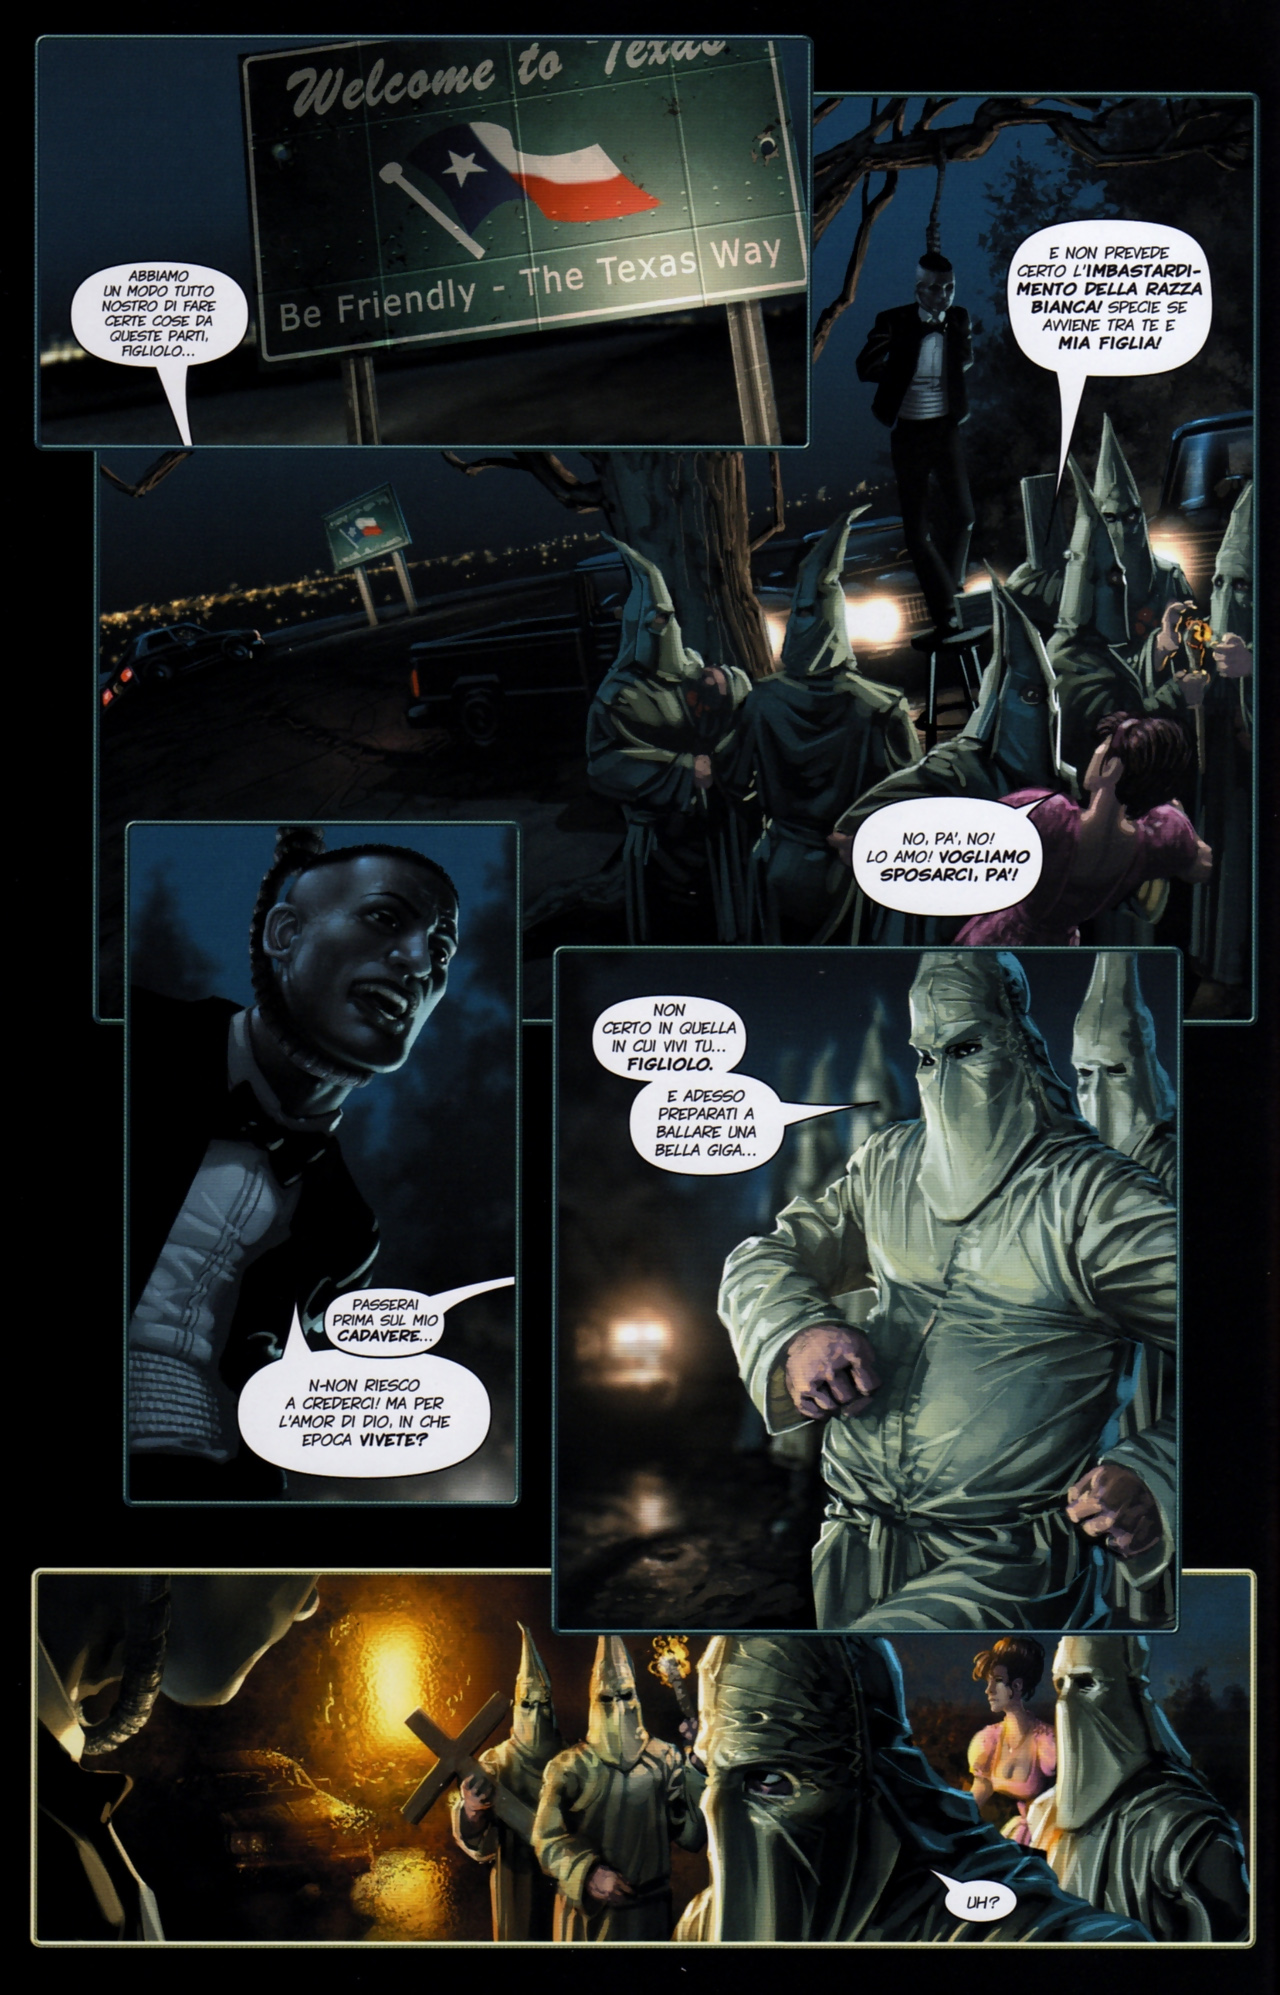 Welcome to Texas
Be Friendly - The Texas Way
ABBIAMO
UN MODO TUTTO
NOSTRO DI FARE
CERTE COSE DA
QUESTE PARTI,
FIGLIOLO...
E NON PREVEDE
CERTO L'IMBASTARDI-
MENTO DELLA RAZZA
BIANCA! SPECIE SE
AVVIENE TRA TE E
MIA FIGLIA!
NO, PA', NO!
LO AMO! VOGLIAMO
SPOSARCI, PA'!
PASSERAI
PRIMA SUL MIO
CADAVERE...
N-NON RIESCO
A CREDERCI! MA PER
L'AMOR DI DIO, IN CHE
EPOCA VIVETE?
NON
CERTO IN QUELLA
IN CUI VIVI TU...
FIGLIOLO.
E ADESSO
PREPARATI A
BALLARE UNA
BELLA GIGA...
UH?